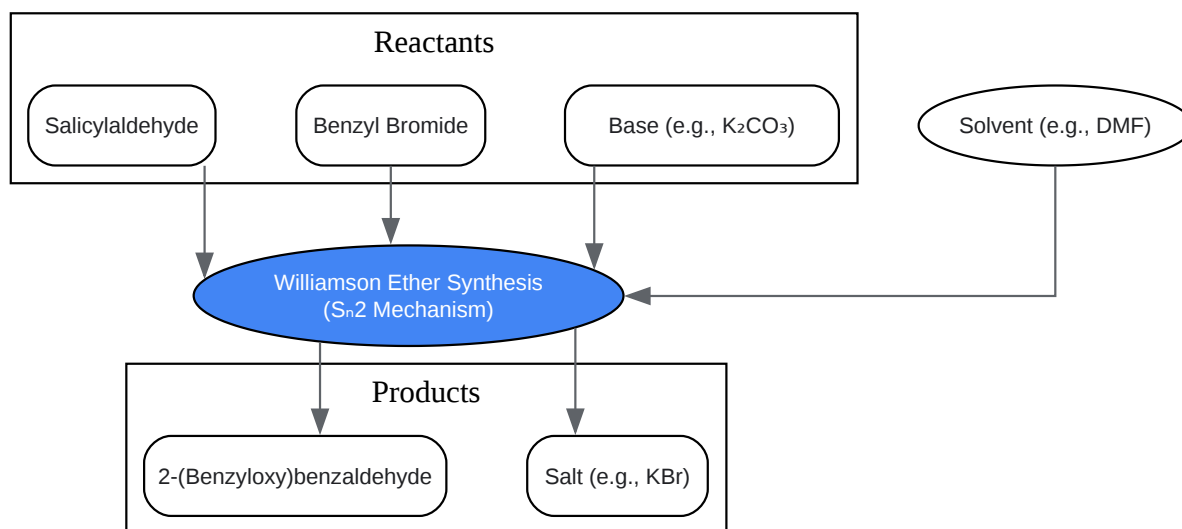 Reactants
Salicylaldehyde
Benzyl Bromide
Base (e.g., K₂CO₃)
Solvent (e.g., DMF)
Williamson Ether Synthesis
(Sₙ2 Mechanism)
Products
2-(Benzyloxy)benzaldehyde
Salt (e.g., KBr)